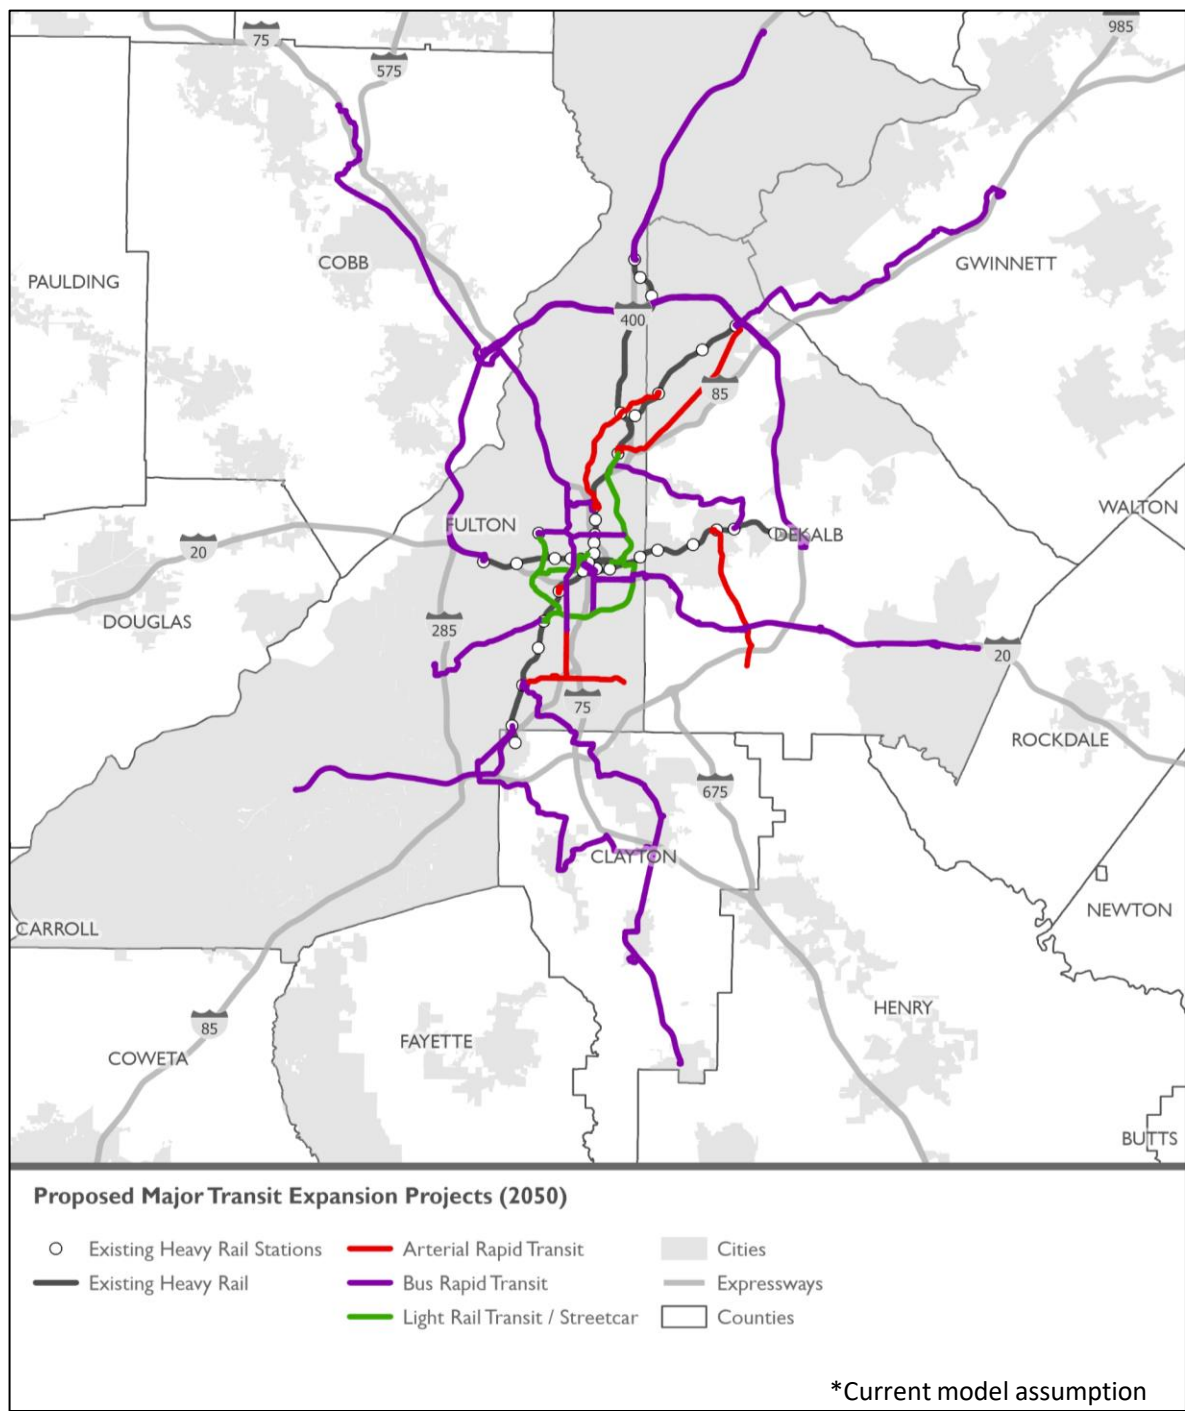 985
75
575
COBB
GWINNETT
PAULDING
400
85
WALTON
FULTON
DEKALB
20
DOUGLAS
285
20
75
ROCKDALE
675
CLAYTON
NEWTON
CARROLL
HENRY
85
FAYETTE
COWETA
BUTTS
Proposed Major Transit Expansion Projects (2050)
Existing Heavy Rail Stations
Arterial Rapid Transit
Cities
Existing Heavy Rail
Bus Rapid Transit
Expressways
Light Rail Transit / Streetcar
Counties
*Current model assumption